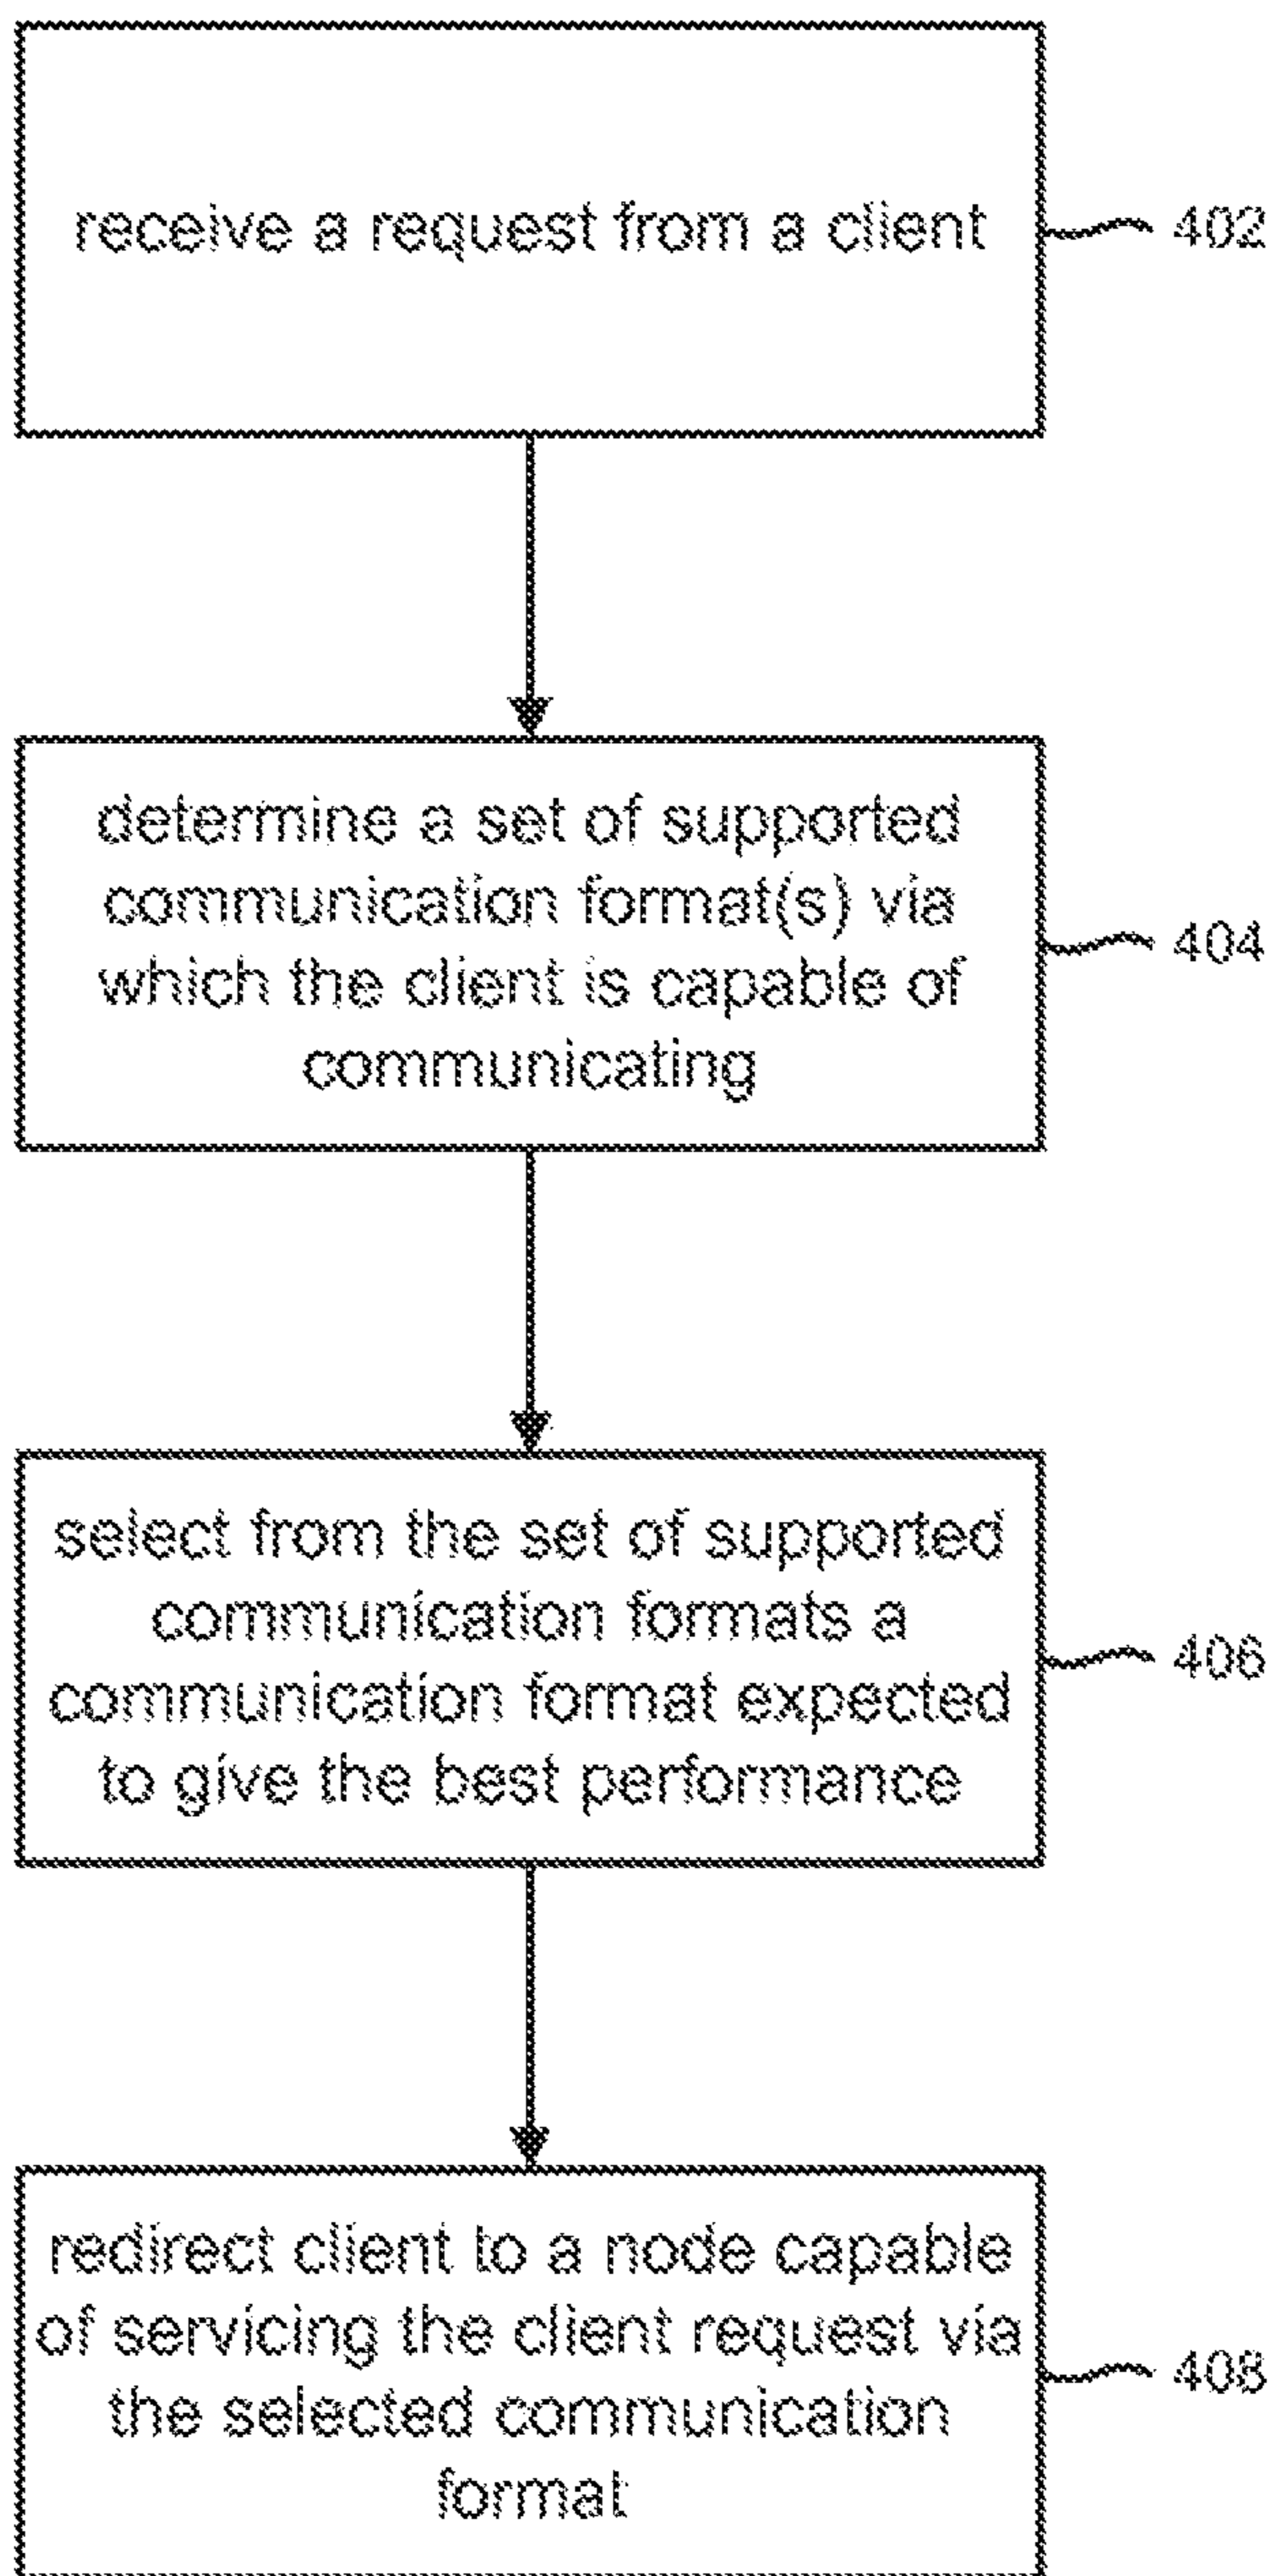 receive a request from a client
402
determine a set of supported
communication format(s) via
which the client is capable of
communicating
404
select from the set of supported
communication formats a
communication format expected
to give the best performance
406
redirect client to a node capable
of servicing the client request via
the selected communication
format
408